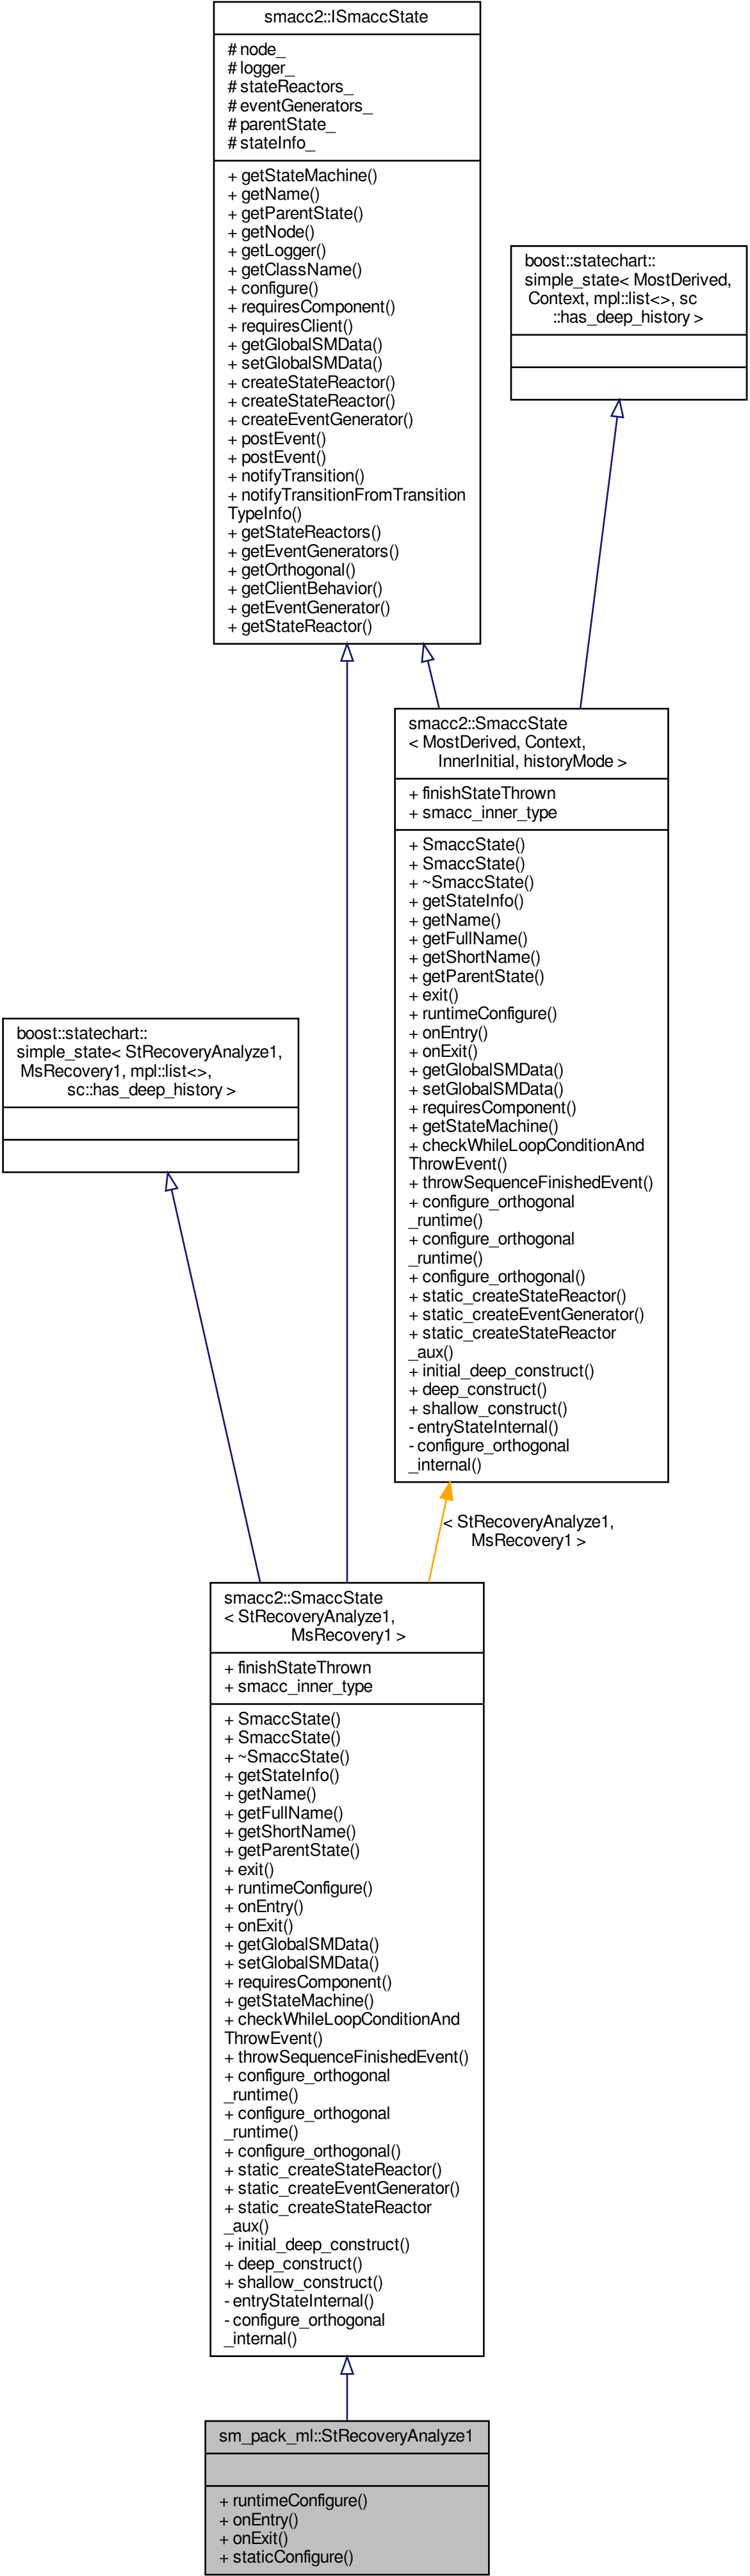 smacc2::ISmaccState
# node_
# logger_
# stateReactors_
# eventGenerators_
# parentState_
# stateInfo_
+ getStateMachine()
+ getName()
+ getParentState()
+ getNode()
+ getLogger()
+ getClassName()
+ configure()
+ requiresComponent()
+ requiresClient()
+ getGlobalSMData()
+ setGlobalSMData()
+ createStateReactor()
+ createStateReactor()
+ createEventGenerator()
+ postEvent()
+ postEvent()
+ notifyTransition()
+ notifyTransitionFromTransition
TypeInfo()
+ getStateReactors()
+ getEventGenerators()
+ getOrthogonal()
+ getClientBehavior()
+ getEventGenerator()
+ getStateReactor()
boost::statechart::
simple_state< MostDerived,
Context, mpl::list<>, sc
::has_deep_history >
smacc2::SmaccState
< MostDerived, Context,
InnerInitial, historyMode >
+ finishStateThrown
+ smacc_inner_type
+ SmaccState()
+ SmaccState()
+ ~SmaccState()
+ getStateInfo()
+ getName()
+ getFullName()
+ getShortName()
+ getParentState()
+ exit()
+ runtimeConfigure()
+ onEntry()
+ onExit()
+ getGlobalSMData()
+ setGlobalSMData()
+ requiresComponent()
+ getStateMachine()
+ checkWhileLoopConditionAnd
ThrowEvent()
+ throwSequenceFinishedEvent()
+ configure_orthogonal
_runtime()
+ configure_orthogonal
_runtime()
+ configure_orthogonal()
+ static_createStateReactor()
+ static_createEventGenerator()
+ static_createStateReactor
_aux()
+ initial_deep_construct()
+ deep_construct()
+ shallow_construct()
- entryStateInternal()
- configure_orthogonal
_internal()
boost::statechart::
simple_state< StRecoveryAnalyze1,
MsRecovery1, mpl::list<>,
sc::has_deep_history >
< StRecoveryAnalyze1,
MsRecovery1 >
smacc2::SmaccState
< StRecoveryAnalyze1,
MsRecovery1 >
+ finishStateThrown
+ smacc_inner_type
+ SmaccState()
+ SmaccState()
+ ~SmaccState()
+ getStateInfo()
+ getName()
+ getFullName()
+ getShortName()
+ getParentState()
+ exit()
+ runtimeConfigure()
+ onEntry()
+ onExit()
+ getGlobalSMData()
+ setGlobalSMData()
+ requiresComponent()
+ getStateMachine()
+ checkWhileLoopConditionAnd
ThrowEvent()
+ throwSequenceFinishedEvent()
+ configure_orthogonal
_runtime()
+ configure_orthogonal
_runtime()
+ configure_orthogonal()
+ static_createStateReactor()
+ static_createEventGenerator()
+ static_createStateReactor
_aux()
+ initial_deep_construct()
+ deep_construct()
+ shallow_construct()
- entryStateInternal()
- configure_orthogonal
_internal()
sm_pack_ml::StRecoveryAnalyze1
+ runtimeConfigure()
+ onEntry()
+ onExit()
+ staticConfigure()